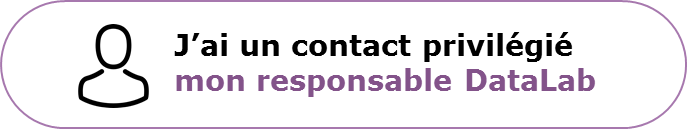 J’ai un contact privilégié
mon responsable DataLab